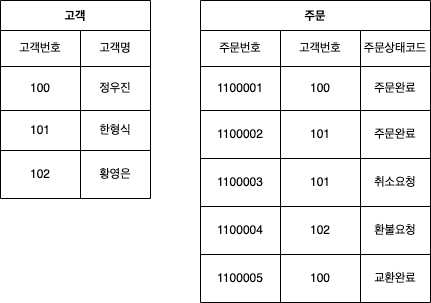 고객
고객번호 고객명
100 정우진
101 한형식
102 황영은
주문
주문번호 고객번호 주문상태코드
1100001 100 주문완료
1100002 101 주문완료
1100003 101 취소요청
1100004 102 환불요청
1100005 100 교환완료